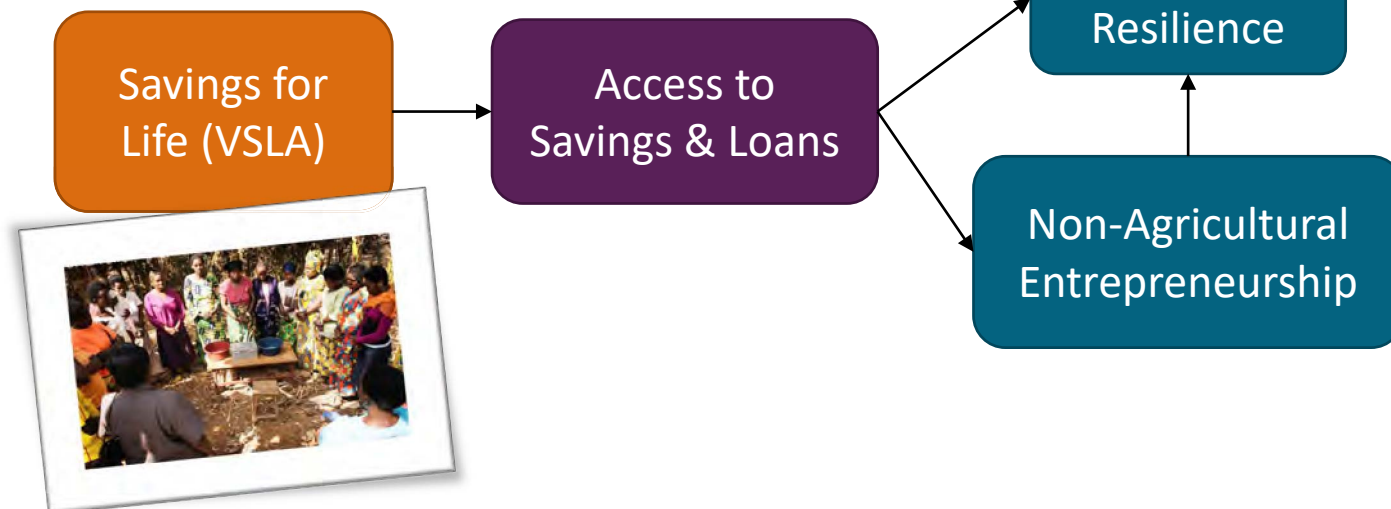 Savings for
Life (VSLA)
Access to
Savings & Loans
Resilience
Non-Agricultural
Entrepreneurship